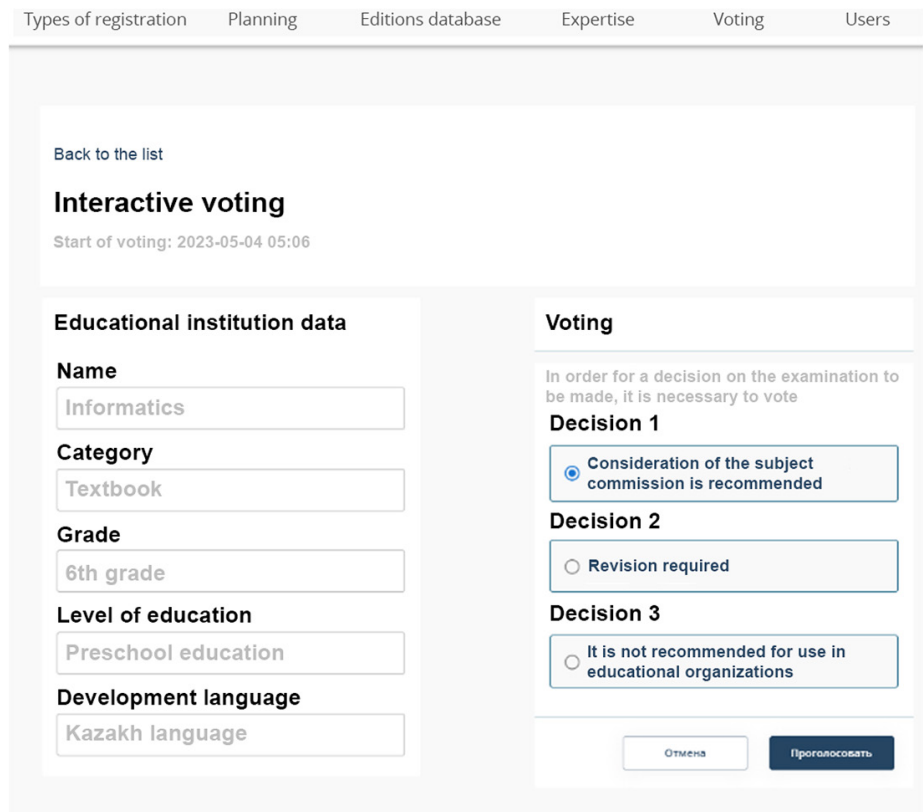 Types of registration Planning Editions database Expertise Voting Users
Back to the list
Interactive voting
Start of voting: 2023-05-04 05:06
Educational institution data
Name
Informatics
Category
Textbook
Grade
6th grade
Level of education
Preschool education
Development language
Kazakh language
Voting
In order for a decision on the examination to
be made, it is necessary to vote
Decision 1
Consideration of the subject
commission is recommended
Decision 2
Revision required
Decision 3
It is not recommended for use in
educational organizations
Отмена Проголосовать